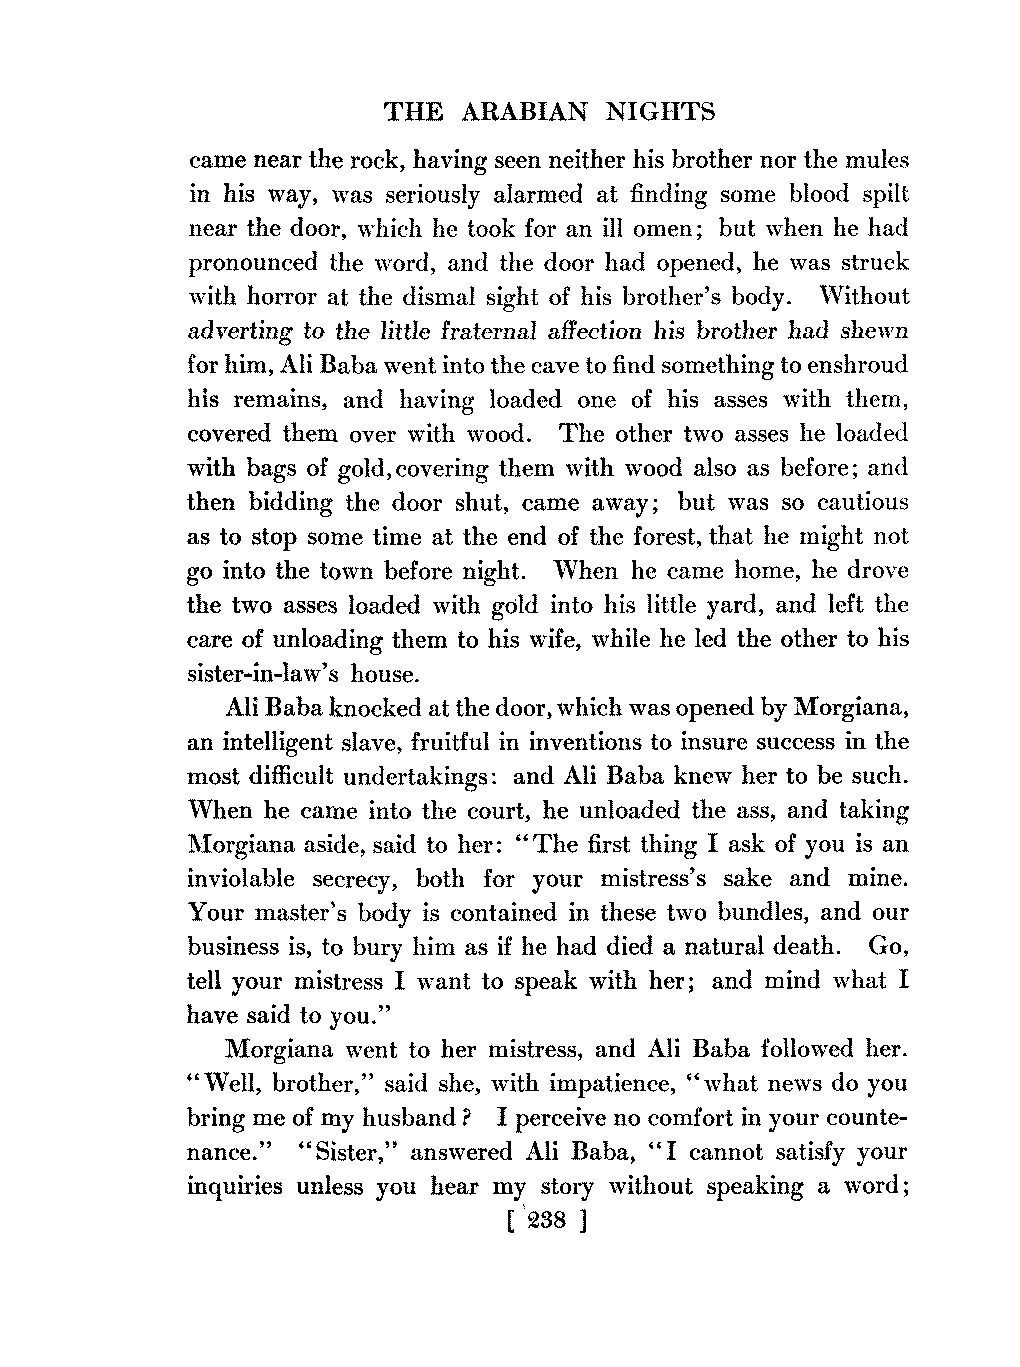 THE ARABIAN NIGHTS
came near the rock, having seen neither his brother nor the mules
in his way, was seriously alarmed at finding some blood spilt
near the door, which he took for an ill omen; but when he had
pronounced the word, and the door had opened, he was struck
with horror at the dismal sight of his brother's body. Without
adverting to the little fraternal affection his brother had shewn
for him, Ali Baba went into the cave to find something to enshroud
his remains, and having loaded one of his asses with them,
covered them over with wood. The other two asses he loaded
with bags of gold, covering them with wood also as before; and
then bidding the door shut, came away; but was so cautious
as to stop some time at the end of the forest, that he might not
go into the town before night. When he came home, he drove
the two asses loaded with gold into his little yard, and left the
care of unloading them to his wife, while he led the other to his
sister-in-law's house.
Ali Baba knocked at the door, which was opened by Morgiana,
an intelligent slave, fruitful in inventions to insure success in the
most difficult undertakings: and Ali Baba knew her to be such.
When he came into the court, he unloaded the ass, and taking
Morgiana aside, said to her: "The first thing I ask of you is an
inviolable secrecy, both for your mistress's sake and mine.
Your master's body is contained in these two bundles, and our
business is, to bury him as if he had died a natural death. Go,
tell your mistress I want to speak with her; and mind what I
have said to you."
Morgiana went to her mistress, and Ali Baba followed her.
"Well, brother," said she, with impatience, "what news do you
bring me of my husband? I perceive no comfort in your counte-
nance." "Sister," answered Ali Baba, "I cannot satisfy your
inquiries unless you hear my story without speaking a word;
[ 238 ]